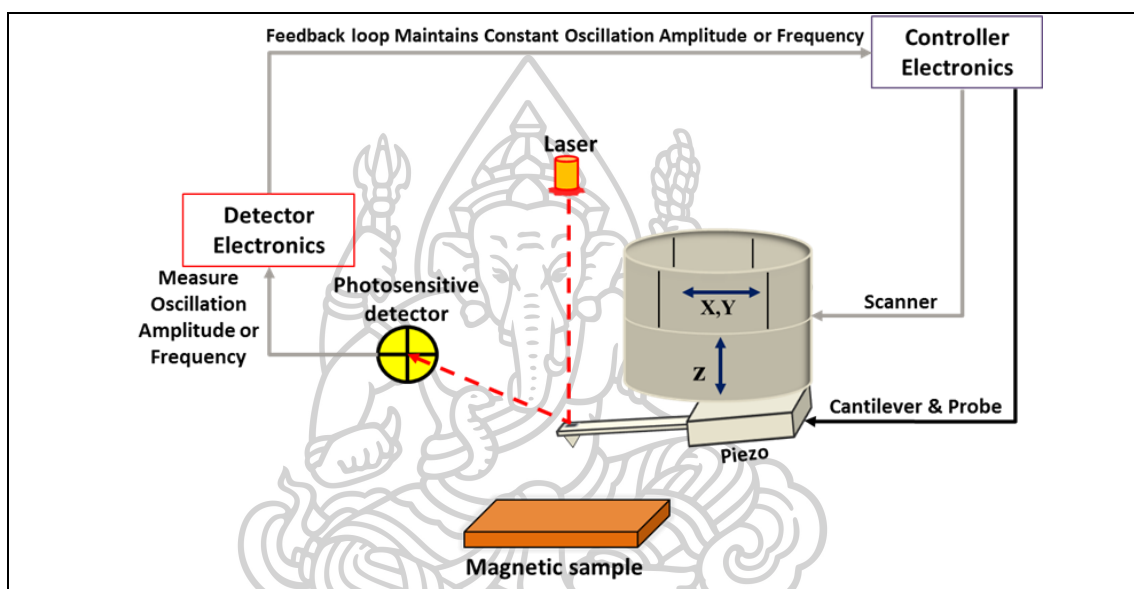 Feedback loop Maintains Constant Oscillation Amplitude or Frequency
Controller
Electronics
Laser
Detector
Electronics
Measure
Oscillation
Amplitude or
Frequency
Photosensitive
detector
X,Y
Z
Scanner
Cantilever & Probe
Piezo
Magnetic sample